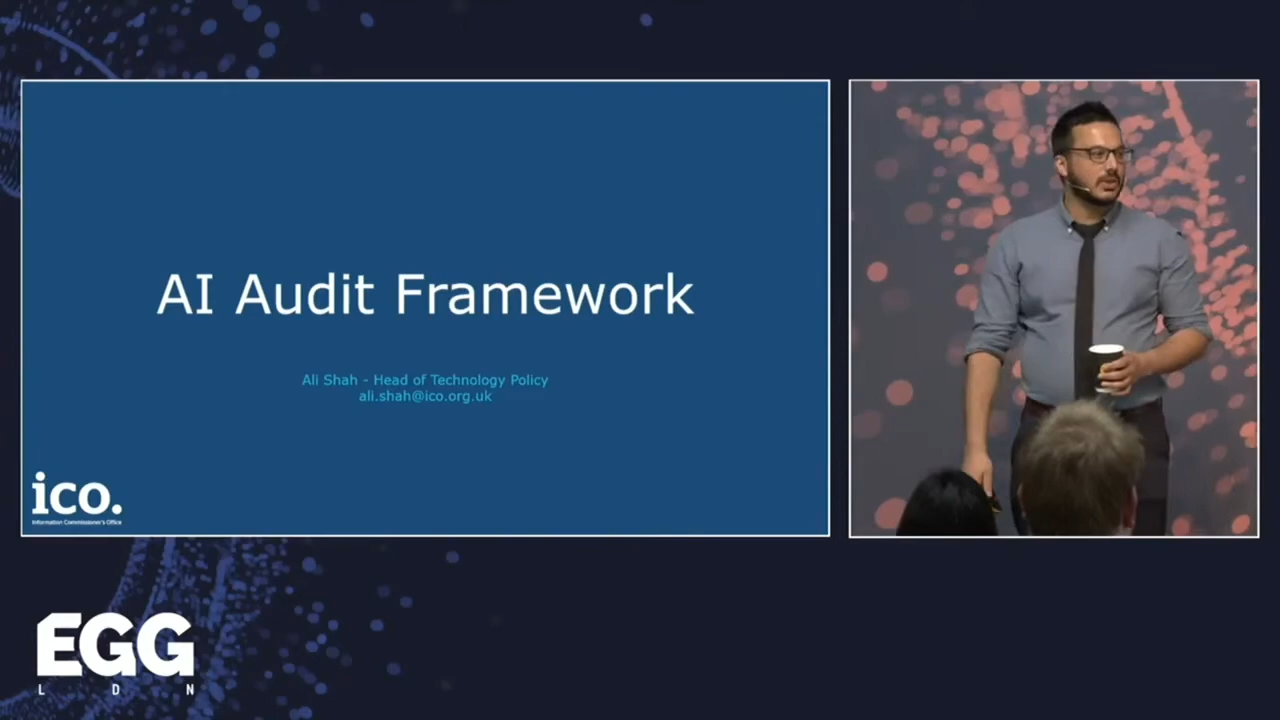 AI Audit Framework
Ali Shah - Head of Technology Policy
ali.shah@ico.org.uk
ico.
Information Commissioner's Office
EGG
L D N